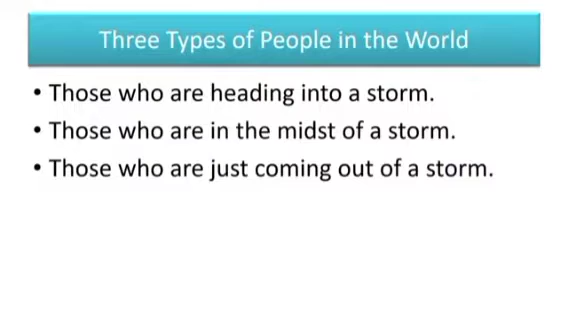 Three Types of People in the World
• Those who are heading into a storm.
• Those who are in the midst of a storm.
• Those who are just coming out of a storm.